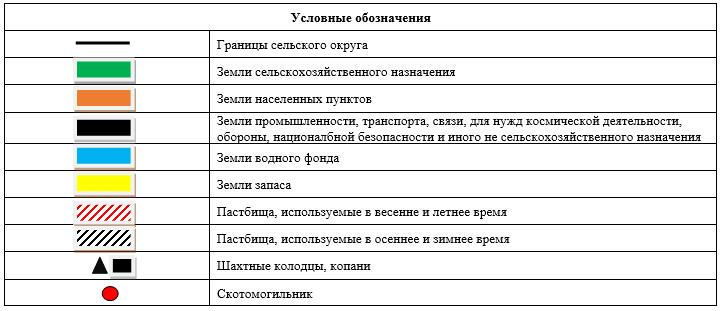 Условные обозначения
Границы сельского округа
Земли сельскохозяйственного назначения
Земли населенных пунктов
Земли промышленности, транспорта, связи, для нужд космической деятельности,
обороны, националбной безопасности и иного не сельскохозяйственного назначения
Земли водного фонда
Земли запаса
Пастбища, используемые в весенне и летнее время
Пастбища, используемые в осеннее и зимнее время
Шахтные колодцы, копани
Скотомогильник